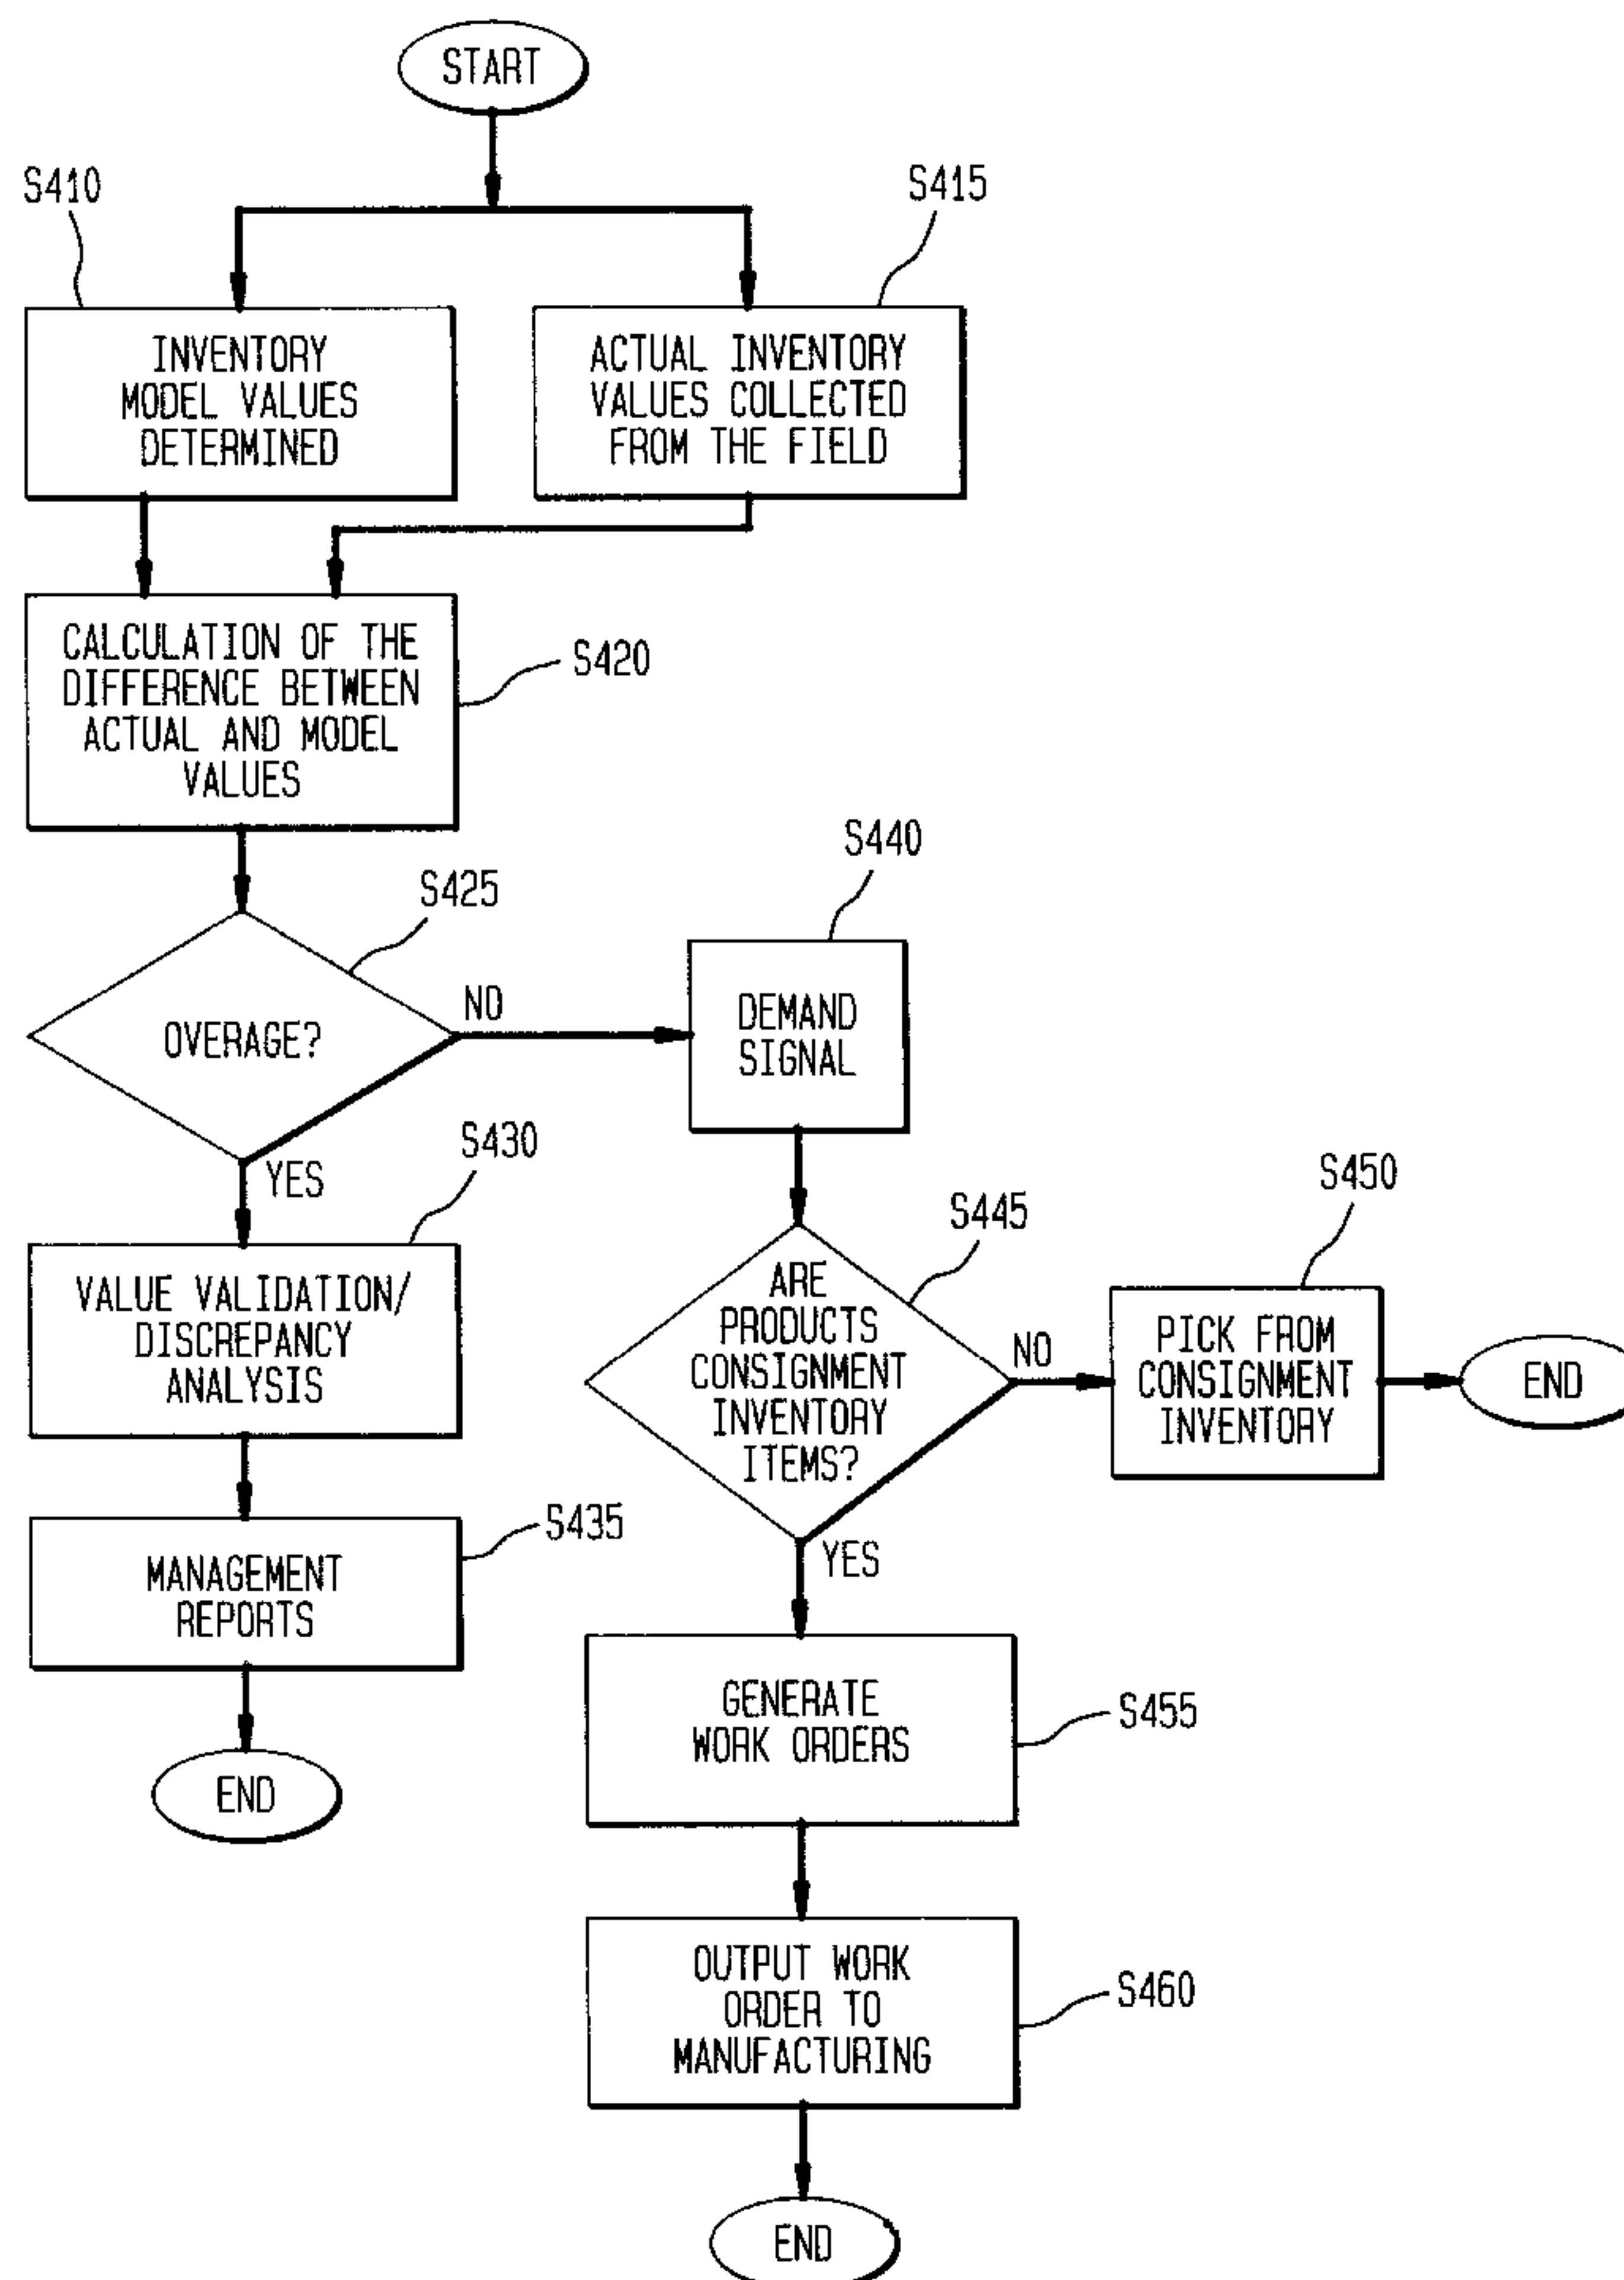 START
S410
S415
INVENTORY
MODEL VALUES
DETERMINED
ACTUAL INVENTORY
VALUES COLLECTED
FROM THE FIELD
CALCULATION OF THE
DIFFERENCE BETWEEN
ACTUAL AND MODEL
VALUES
S420
S425
OVERAGE?
NO
YES
S440
DEMAND
SIGNAL
S430
VALUE VALIDATION/
DISCREPANCY
ANALYSIS
S435
MANAGEMENT
REPORTS
END
S445
ARE
PRODUCTS
CONSIGNMENT
INVENTORY
ITEMS?
NO
YES
S450
PICK FROM
CONSIGNMENT
INVENTORY
END
GENERATE
WORK ORDERS
S455
OUTPUT WORK
ORDER TO
MANUFACTURING
S460
END